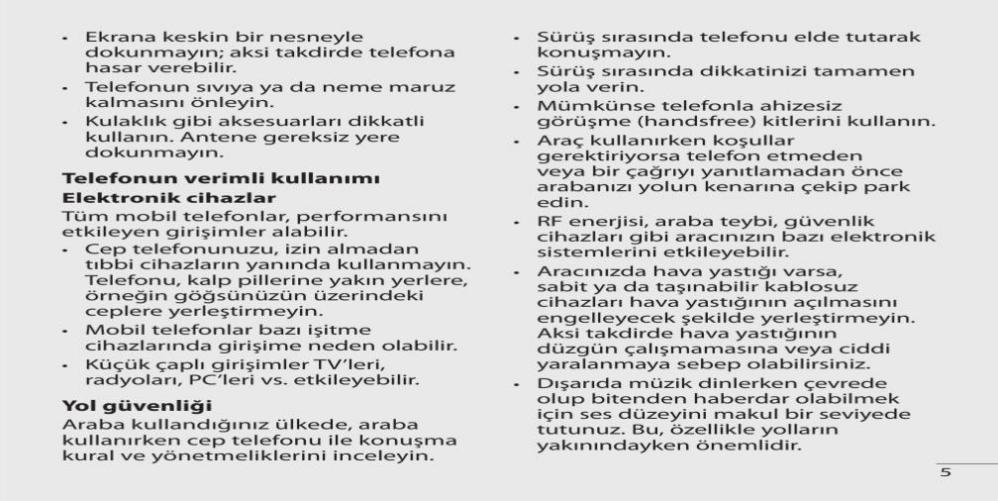 • Ekrana keskin bir nesneyle
dokunmayın; aksi takdirde telefona
hasar verebilir.
• Telefonun sıvıya ya da neme maruz
kalmasını önleyin.
• Kulaklık gibi aksesuarları dikkatli
kullanın. Antene gereksiz yere
dokunmayın.
Telefonun verimli kullanımı
Elektronik cihazlar
Tüm mobil telefonlar, performansını
etkileyen girişimler alabilir.
• Cep telefonunuzu, izin almadan
tıbbi cihazların yanında kullanmayın.
Telefonu, kalp pillerine yakın yerlere,
örneğin göğsünüzün üzerindeki
ceplere yerleştirmeyin.
• Mobil telefonlar bazı işitme
cihazlarında girişime neden olabilir.
• Küçük çaplı girişimler TV'leri,
radyoları, PC'leri vs. etkileyebilir.
Yol güvenliği
Araba kullandığınız ülkede, araba
kullanırken cep telefonu ile konuşma
kural ve yönetmeliklerini inceleyin.
• Sürüş sırasında telefonu elde tutarak
konuşmayın.
• Sürüş sırasında dikkatinizi tamamen
yola verin.
• Mümkünse telefonla ahizesiz
görüşme (handsfree) kitlerini kullanın.
• Araç kullanırken koşullar
gerektiriyorsa telefon etmeden
veya bir çağrıyı yanıtlamadan önce
arabanızı yolun kenarına çekip park
edin.
• RF enerjisi, araba teybi, güvenlik
cihazları gibi aracınızın bazı elektronik
sistemlerini etkileyebilir.
• Aracınızda hava yastığı varsa,
sabit ya da taşınabilir kablosuz
cihazları hava yastığının açılmasını
engelleyecek şekilde yerleştirmeyin.
Aksi takdirde hava yastığının
düzgün çalışmamasına veya ciddi
yaralanmaya sebep olabilirsiniz.
• Dışarıda müzik dinlerken çevrede
olup bitenden haberdar olabilmek
için ses düzeyini makul bir seviyede
tutunuz. Bu, özellikle yolların
yakınındayken önemlidir.
5